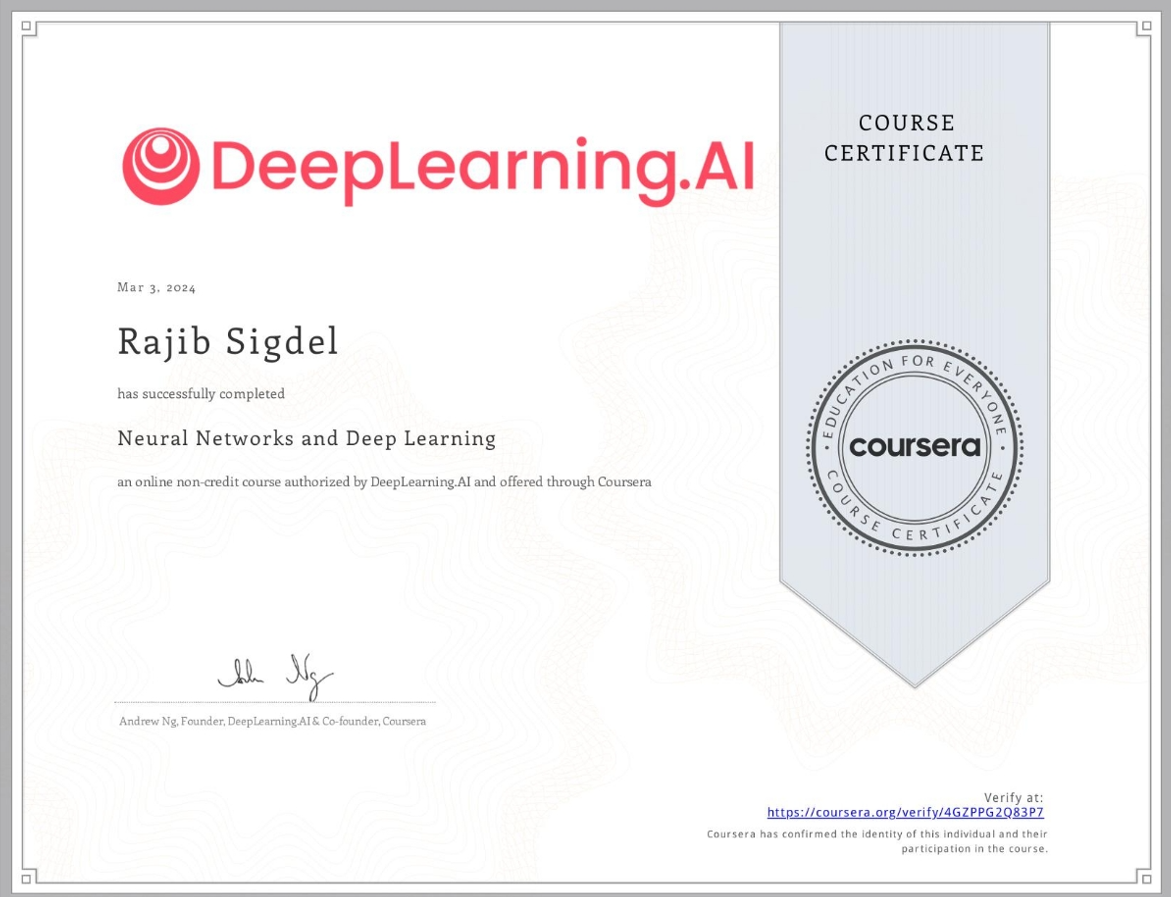 DeepLearning.AI
COURSE
CERTIFICATE
Mar 3, 2024
Rajib Sigdel
has successfully completed
Neural Networks and Deep Learning
an online non-credit course authorized by DeepLearning.AI and offered through Coursera
EDUCATION FOR EVERYONE
coursera
COURSE CERTIFICATE
Andrew Ng, Founder, DeepLearning.AI & Co-founder, Coursera
Verify at:
https://coursera.org/verify/4GZPPG2Q83P7
Coursera has confirmed the identity of this individual and their
participation in the course.